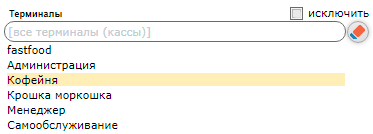 Терминалы исключить
[все терминалы (кассы)]
fastfood
Администрация
Кофейня
Крошка моркошка
Менеджер
Самообслуживание